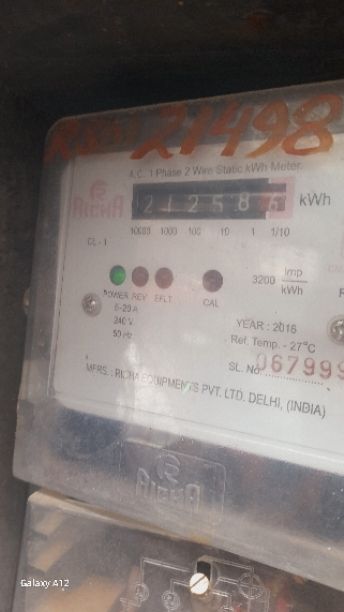 21498
A.C. 1 Phase 2 Wire Static kWh Meter
RICHA
21258
kWh
10000 1000 100 10 1 1/10
CL - 1
3200 Imp/kWh
POWER REV EFLT CAL
5-20 A
240 V
50 Hz
YEAR : 2016
Ref. Temp. - 27°C
SL. No. 067999
MFRS. : RICHA EQUIPMENTS PVT. LTD. DELHI, (INDIA)
RICHA
Galaxy A12